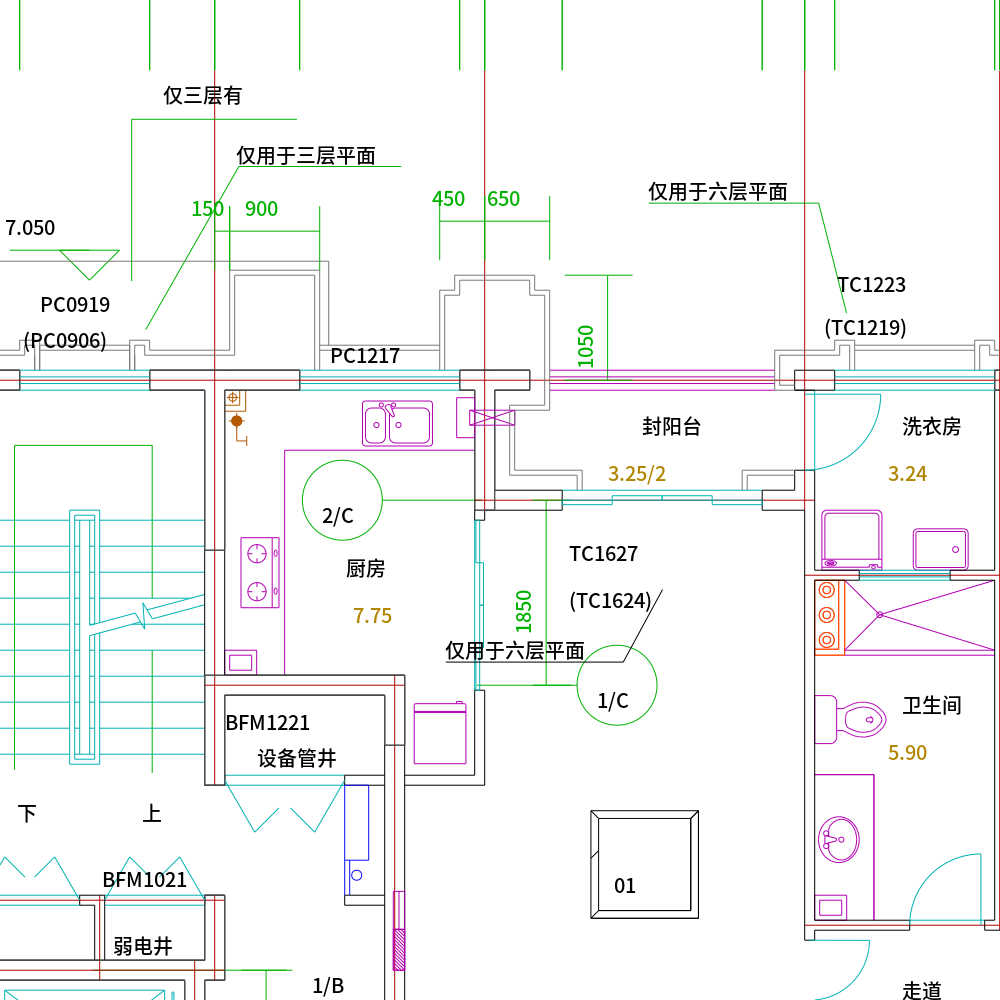 仅三层有
仅用于三层平面
仅用于六层平面
450
650
150
900
7.050
TC1223
PC0919
(TC1219)
(PC0906)
1050
PC1217
封阳台
洗衣房
3.25/2
3.24
2/C
TC1627
厨房
(TC1624)
7.75
1850
仅用于六层平面
1/C
卫生间
BFM1221
5.90
设备管井
下
上
BFM1021
01
弱电井
1/B
走道